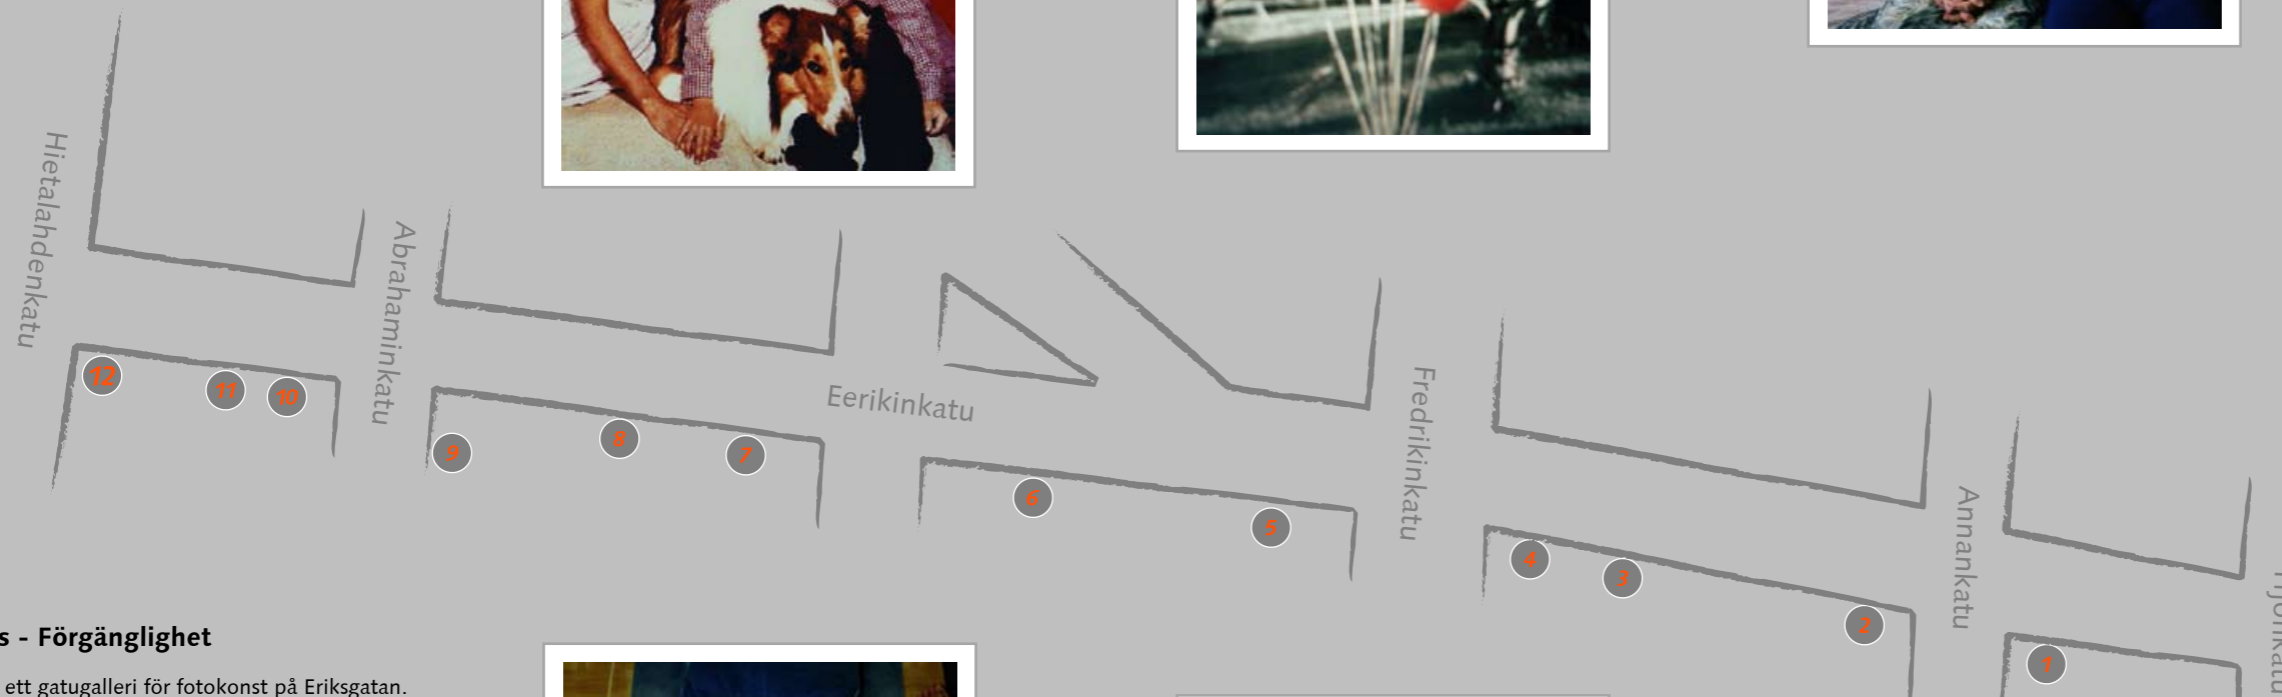 Hietalahdenkatu
Abrahaminkatu
Eerikinkatu
Fredrikinkatu
Annankatu
12
11
10
9
8
7
6
5
4
3
2
1
- Förgänglighet
ett gatugalleri för fotokonst på Eriksgatan.